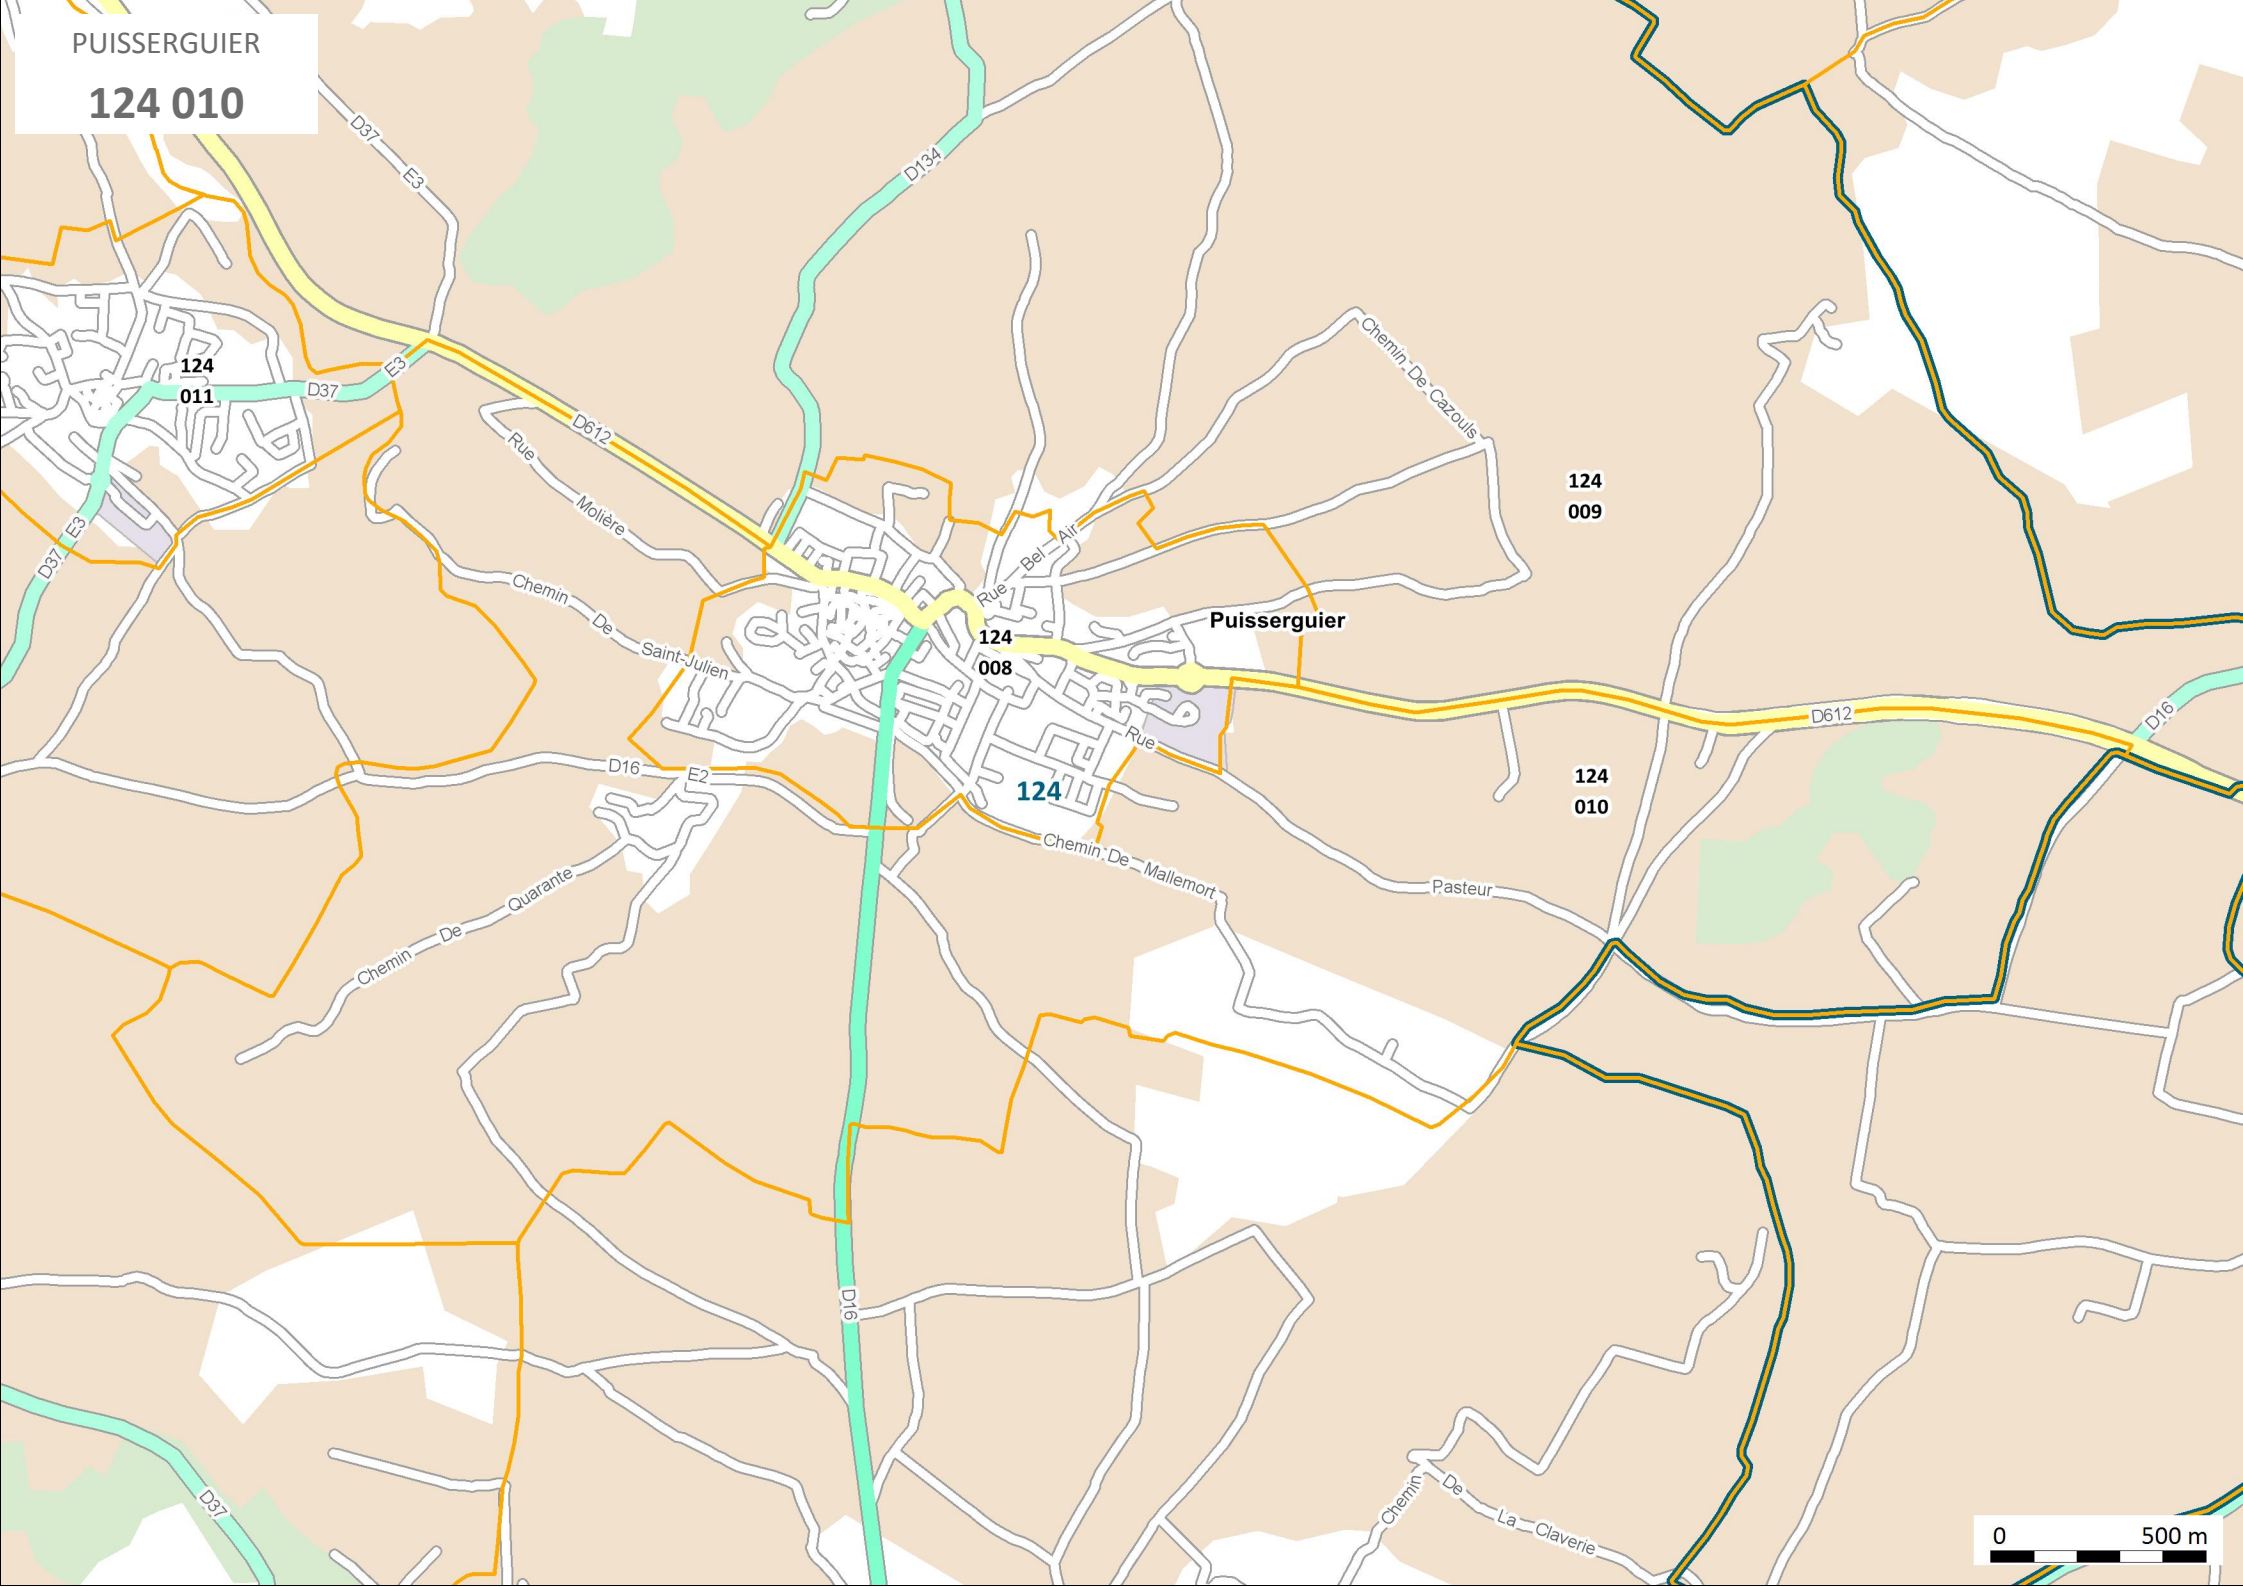 PUISSERGUIER
124 010
D37
E3
D134
124
011
D37
E3
D612
Rue
Molière
Chemin De Cazouls
124
009
D37
E3
Chemin De Saint-Julien
Rue Bel Air
Puisserguier
124
008
D16
D612
Rue
D16
E2
124
124
010
Chemin De Mallemort
Pasteur
Chemin De Quarante
D16
D37
Chemin De La Claverie
0 500 m